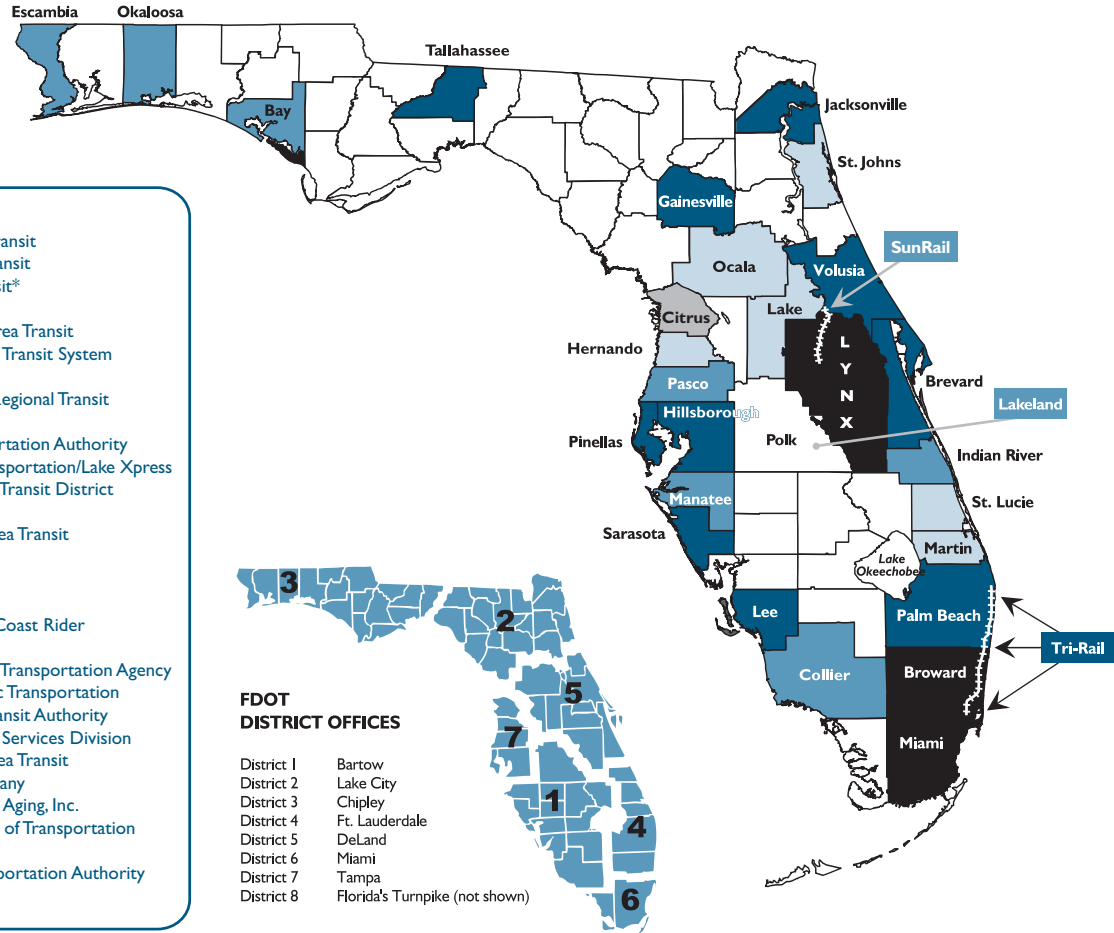 Escambia
Okaloosa
Tallahassee
Bay
Jacksonville
St. Johns
Gainesville
SunRail
Ocala
Volusia
Lake
Citrus
LYNX
Hernando
Pasco
Brevard
Lakeland
Hillsborough
Pinellas
Polk
Indian River
Manatee
St. Lucie
Sarasota
Martin
Lake
Okeechobee
Lee
Palm Beach
Tri-Rail
Collier
Broward
Miami
ransit
ransit
sit*
rea Transit
Transit System
egional Transit
rtation Authority
sportation/Lake Xpress
Transit District
ea Transit
Coast Rider
Transportation Agency
c Transportation
ansit Authority
Services Division
ea Transit
any
Aging, Inc.
of Transportation
portation Authority
3
2
5
7
1
4
6
FDOT
DISTRICT OFFICES
District 1 Bartow
District 2 Lake City
District 3 Chipley
District 4 Ft. Lauderdale
District 5 DeLand
District 6 Miami
District 7 Tampa
District 8 Florida's Turnpike (not shown)